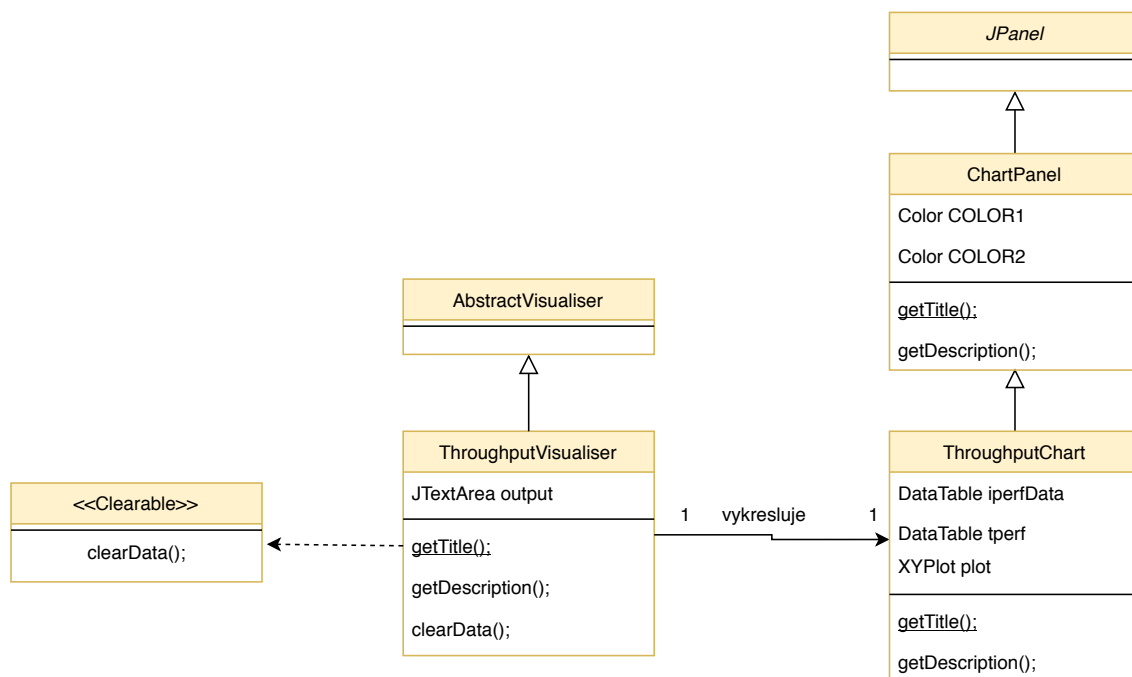 JPanel
ChartPanel
Color COLOR1
Color COLOR2
getTitle();
getDescription();
AbstractVisualiser
ThroughputVisualiser
JTextArea output
getTitle();
getDescription();
clearData();
<<Clearable>>
clearData();
1 vykresluje 1
ThroughputChart
DataTable iperfData
DataTable tperf
XYPlot plot
getTitle();
getDescription();